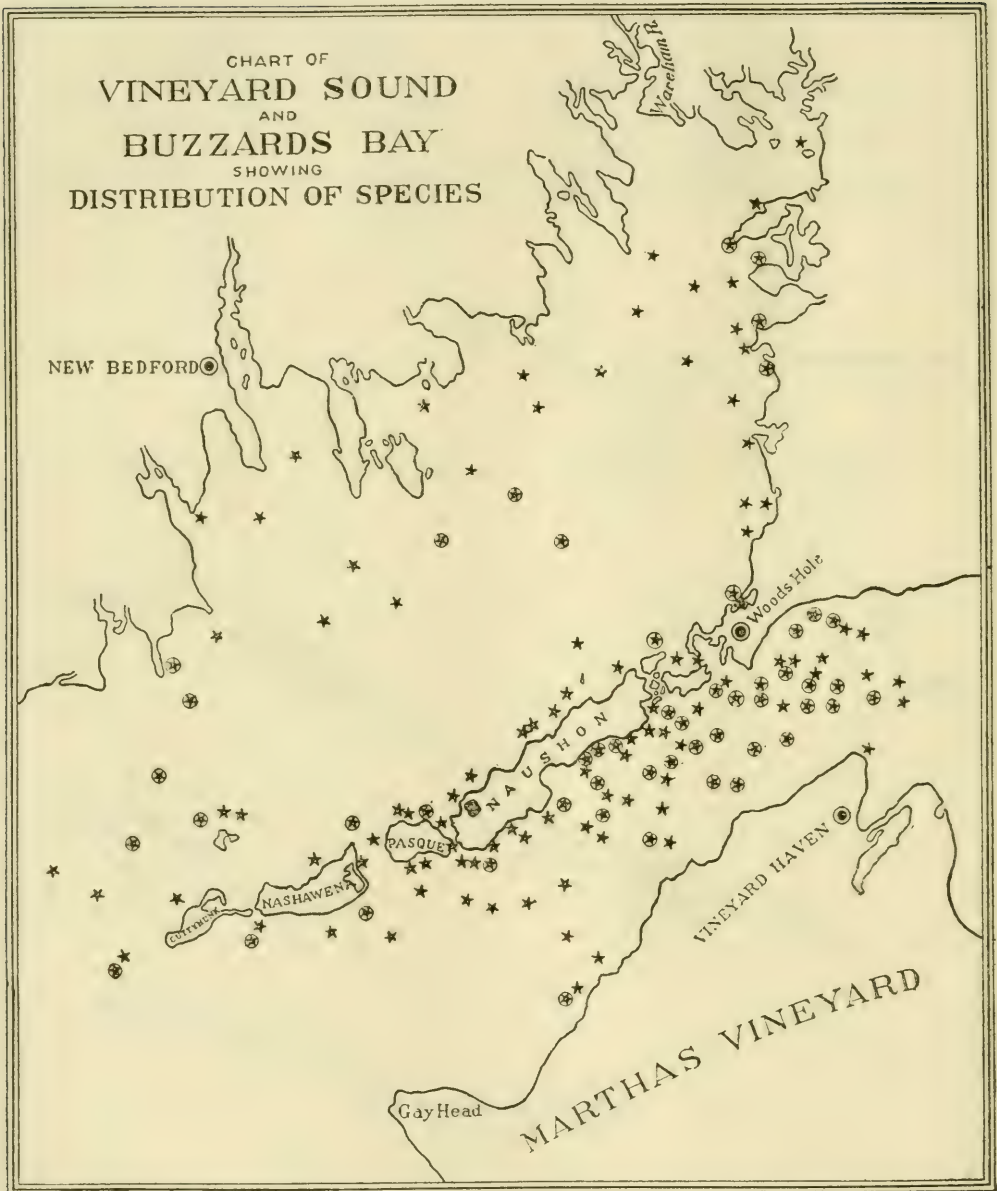 CHART OF
VINEYARD SOUND
AND
BUZZARDS BAY
SHOWING
DISTRIBUTION OF SPECIES
Wareham R.
NEW BEDFORD
Woods Hole
NAUSHON
PASQUE
NASHAWENA
CUTTYHUNK
VINEYARD HAVEN
MARTHAS VINEYARD
Gay Head